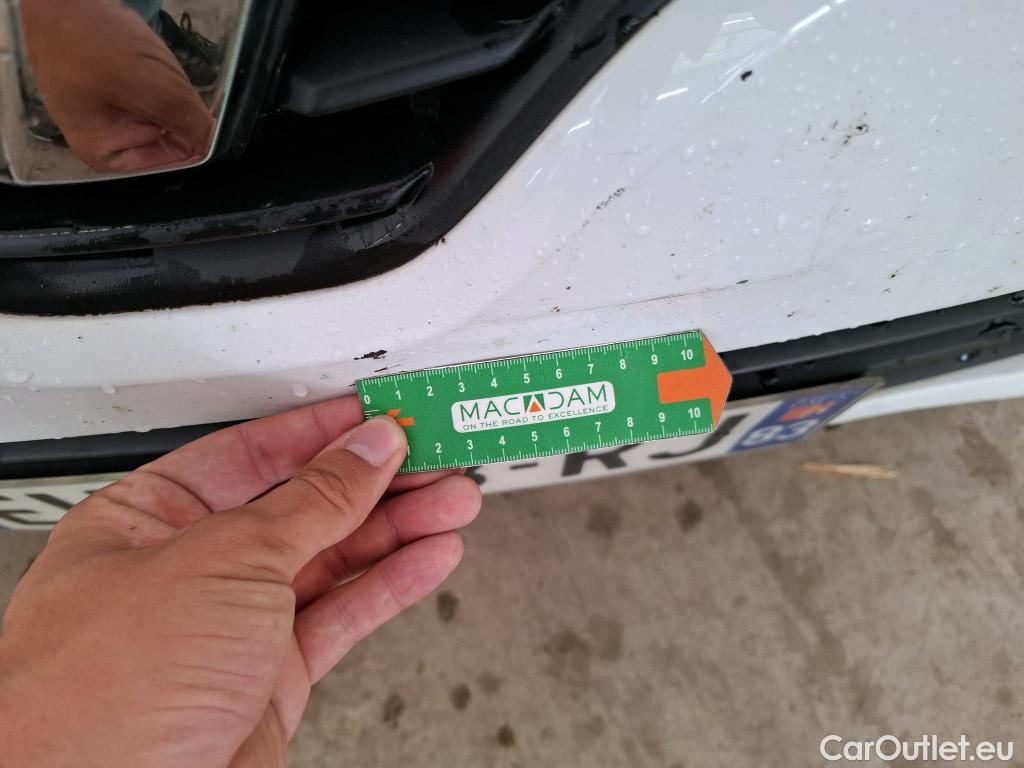 0 1 2 3 4 5 6 7 8 9 10
MACADAM
ON THE ROAD TO EXCELLENCE
2 3 4 5 6 7 8 9 10
83
CarOutlet.eu